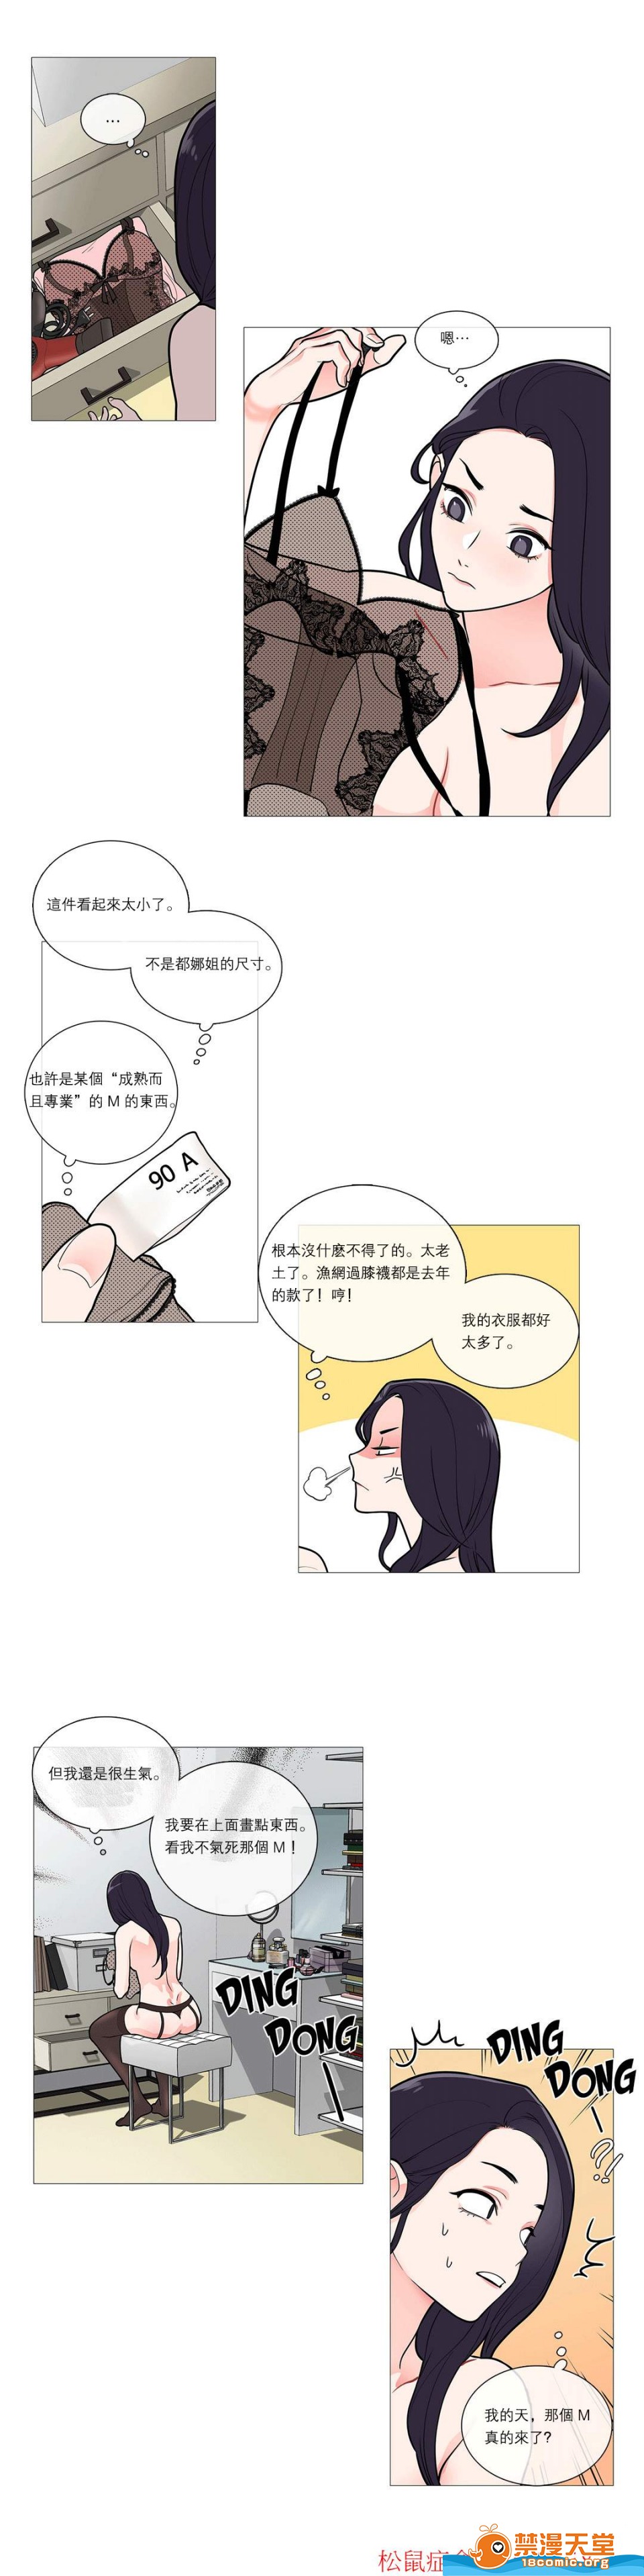 …
嗯…
這件看起來太小了。
不是都娜姐的尺寸。
也許是某個“成熟而
且專業”的 M 的東西。
90 A
根本沒什麽不得了的。太老
土了。漁網過膝襪都是去年
的款了！哼！
我的衣服都好
太多了。
但我還是很生氣。
我要在上面畫點東西。
看我不氣死那個 M！
DING
DONG
DING
DONG
?!
我的天，那個 M
真的來了?
松鼠症
禁漫天堂
18comic.org